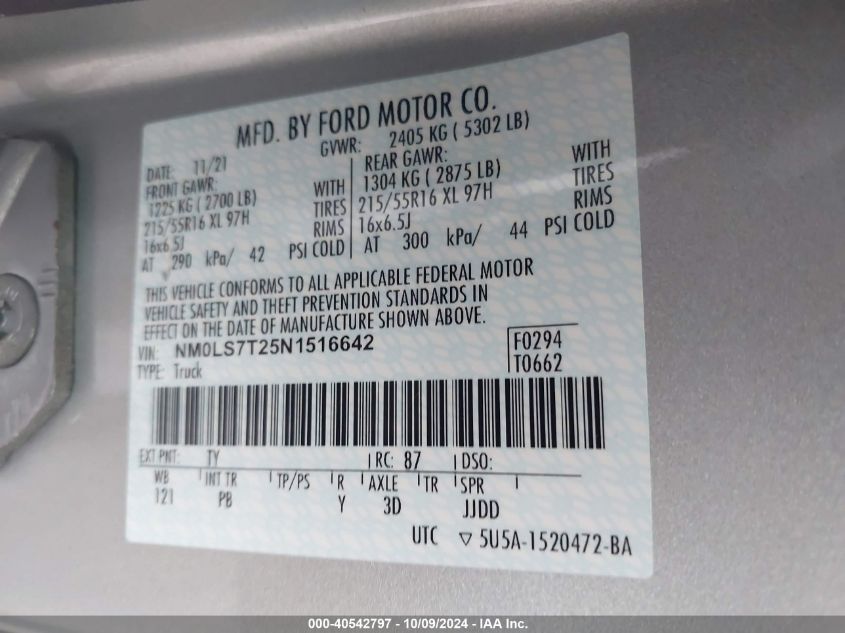 MFD. BY FORD MOTOR CO.
DATE: 11/21 GVWR: 2405 KG ( 5302 LB)
FRONT GAWR: REAR GAWR:
1225 KG ( 2700 LB) WITH 1304 KG ( 2875 LB) WITH
215/55R16 XL 97H TIRES 215/55R16 XL 97H TIRES
16x6.5J RIMS 16x6.5J RIMS
AT 290 kPa/ 42 PSI COLD AT 300 kPa/ 44 PSI COLD
THIS VEHICLE CONFORMS TO ALL APPLICABLE FEDERAL MOTOR
VEHICLE SAFETY AND THEFT PREVENTION STANDARDS IN
EFFECT ON THE DATE OF MANUFACTURE SHOWN ABOVE.
VIN: NM0LS7T25N1516642 F0294
TYPE: Truck T0662
EXT PNT: TY RC: 87 DSO:
WB INT TR TP/PS R AXLE TR SPR
121 PB Y 3D JJDD
UTC ▽ 5U5A-1520472-BA
000-40542797 - 10/09/2024 - IAA Inc.